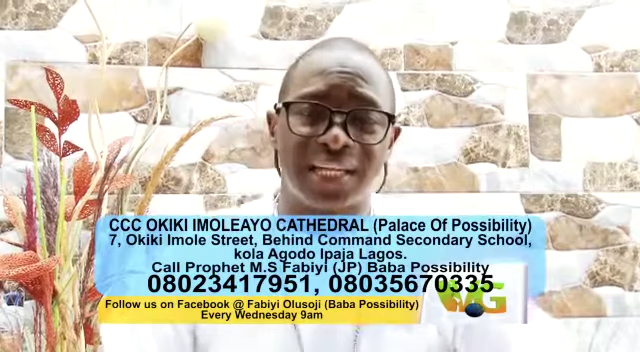 CCC OKIKI IMOLEAYO CATHEDRAL (Palace Of Possibility)
7, Okiki Imole Street, Behind Command Secondary School,
kola Agodo Ipaja Lagos.
Call Prophet M.S Fabiyi (JP) Baba Possibility
08023417951, 08035670335
Follow us on Facebook @ Fabiyi Olusoji (Baba Possibility)
Every Wednesday 9am